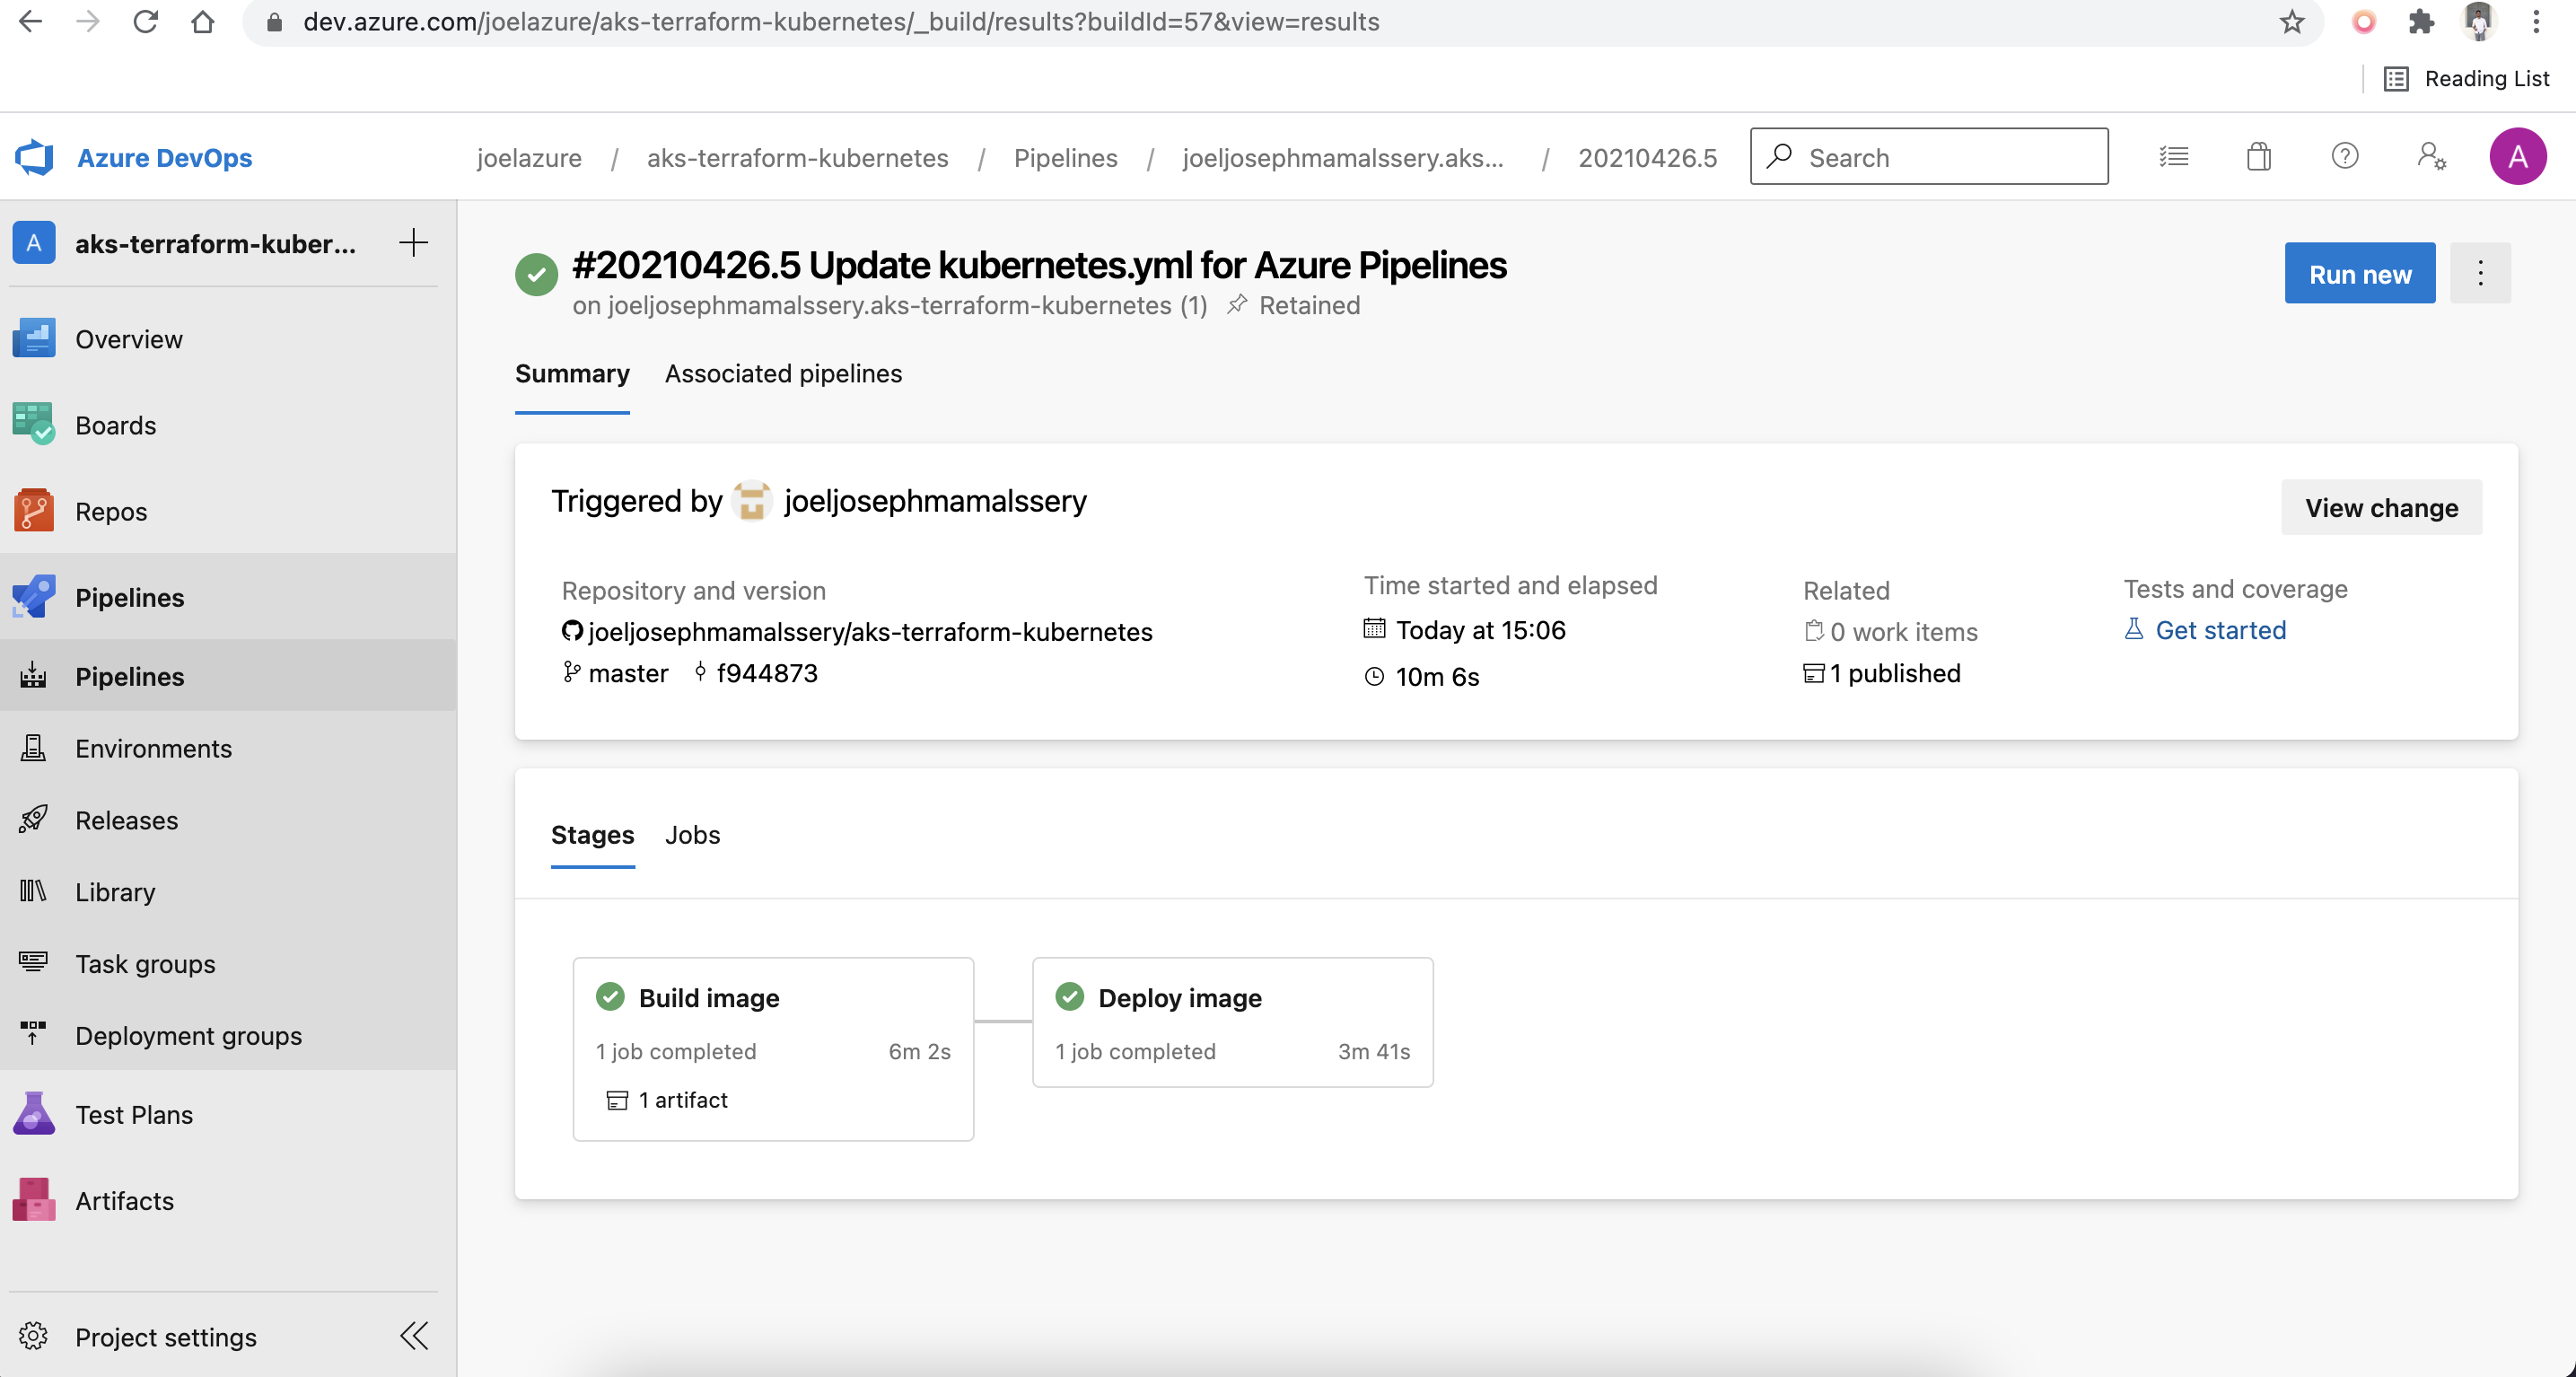 dev.azure.com/joelazure/aks-terraform-kubernetes/_build/results?buildId=57&view=results
Reading List
Azure DevOps
joelazure / aks-terraform-kubernetes / Pipelines / joeljosephmamalssery.aks... / 20210426.5
Search
A
A
aks-terraform-kuber...
Overview
Boards
Repos
Pipelines
Pipelines
Environments
Releases
Library
Task groups
Deployment groups
Test Plans
Artifacts
Project settings
#20210426.5 Update kubernetes.yml for Azure Pipelines
on joeljosephmamalssery.aks-terraform-kubernetes (1) Retained
Run new
Summary Associated pipelines
Triggered by joeljosephmamalssery
View change
Repository and version
joeljosephmamalssery/aks-terraform-kubernetes
master f944873
Time started and elapsed
Today at 15:06
10m 6s
Related
0 work items
1 published
Tests and coverage
Get started
Stages Jobs
Build image
1 job completed 6m 2s
1 artifact
Deploy image
1 job completed 3m 41s